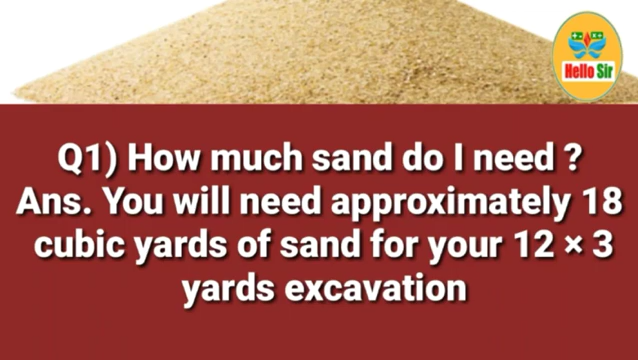 Hello Sir
Q1) How much sand do I need ?
Ans. You will need approximately 18
cubic yards of sand for your 12 × 3
yards excavation